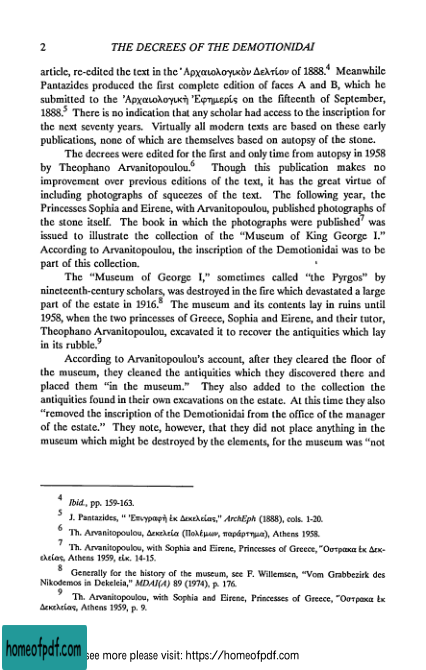 2
THE DECREES OF THE DEMOTIONIDAI
article, re-edited the text in the Ἀρχαιολογικὸν Δελτίον of 1888.4 Meanwhile
Pantazides produced the first complete edition of faces A and B, which he
submitted to the Ἀρχαιολογικὴ Ἐφημερίς on the fifteenth of September,
1888.5 There is no indication that any scholar had access to the inscription for
the next seventy years. Virtually all modern texts are based on these early
publications, none of which are themselves based on autopsy of the stone.
The decrees were edited for the first and only time from autopsy in 1958
by Theophano Arvanitopoulou.6 Though this publication makes no
improvement over previous editions of the text, it has the great virtue of
including photographs of squeezes of the text. The following year, the
Princesses Sophia and Eirene, with Arvanitopoulou, published photographs of
the stone itself. The book in which the photographs were published7 was
issued to illustrate the collection of the “Museum of King George I.”
According to Arvanitopoulou, the inscription of the Demotionidai was to be
part of this collection.
The “Museum of George I,” sometimes called “the Pyrgos” by
nineteenth-century scholars, was destroyed in the fire which devastated a large
part of the estate in 1916.8 The museum and its contents lay in ruins until
1958, when the two princesses of Greece, Sophia and Eirene, and their tutor,
Theophano Arvanitopoulou, excavated it to recover the antiquities which lay
in its rubble.9
According to Arvanitopoulou’s account, after they cleared the floor of
the museum, they cleaned the antiquities which they discovered there and
placed them “in the museum.” They also added to the collection the
antiquities found in their own excavations on the estate. At this time they also
“removed the inscription of the Demotionidai from the office of the manager
of the estate.” They note, however, that they did not place anything in the
museum which might be destroyed by the elements, for the museum was “not
4 Ibid., pp. 159-163.
5 J. Pantazides, “ Ἐπιγραφὴ ἐκ Δεκελείας,” ArchEph (1888), cols. 1-20.
6 Th. Arvanitopoulou, Δεκελεία (Πολέμων, παράρτημα), Athens 1958.
7 Th. Arvanitopoulou, with Sophia and Eirene, Princesses of Greece, Ὄστρακα ἐκ Δεκ-
ελείας, Athens 1959, εἰκ. 14-15.
8 Generally for the history of the museum, see F. Willemsen, “Vom Grabbezirk des
Nikodemos in Dekeleia,” MDAI(A) 89 (1974), p. 176.
9 Th. Arvanitopoulou, with Sophia and Eirene, Princesses of Greece, Ὄστρακα ἐκ
Δεκελείας, Athens 1959, p. 9.
homeofpdf.com
see more please visit: https://homeofpdf.com